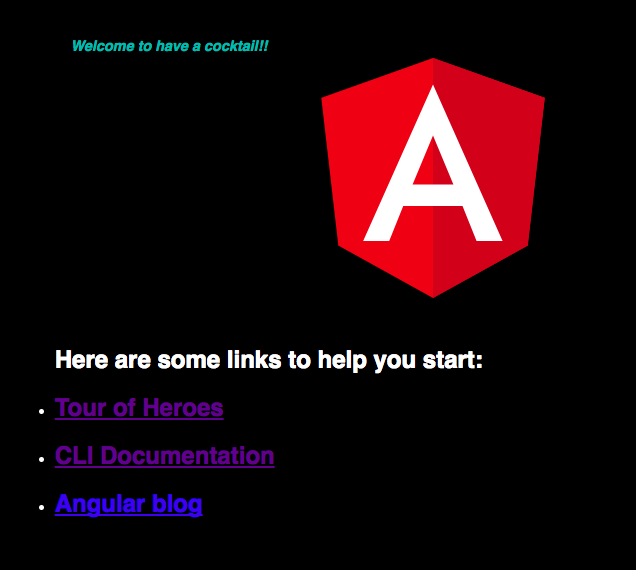 Welcome to have a cocktail!!
A
Here are some links to help you start:
Tour of Heroes
CLI Documentation
Angular blog